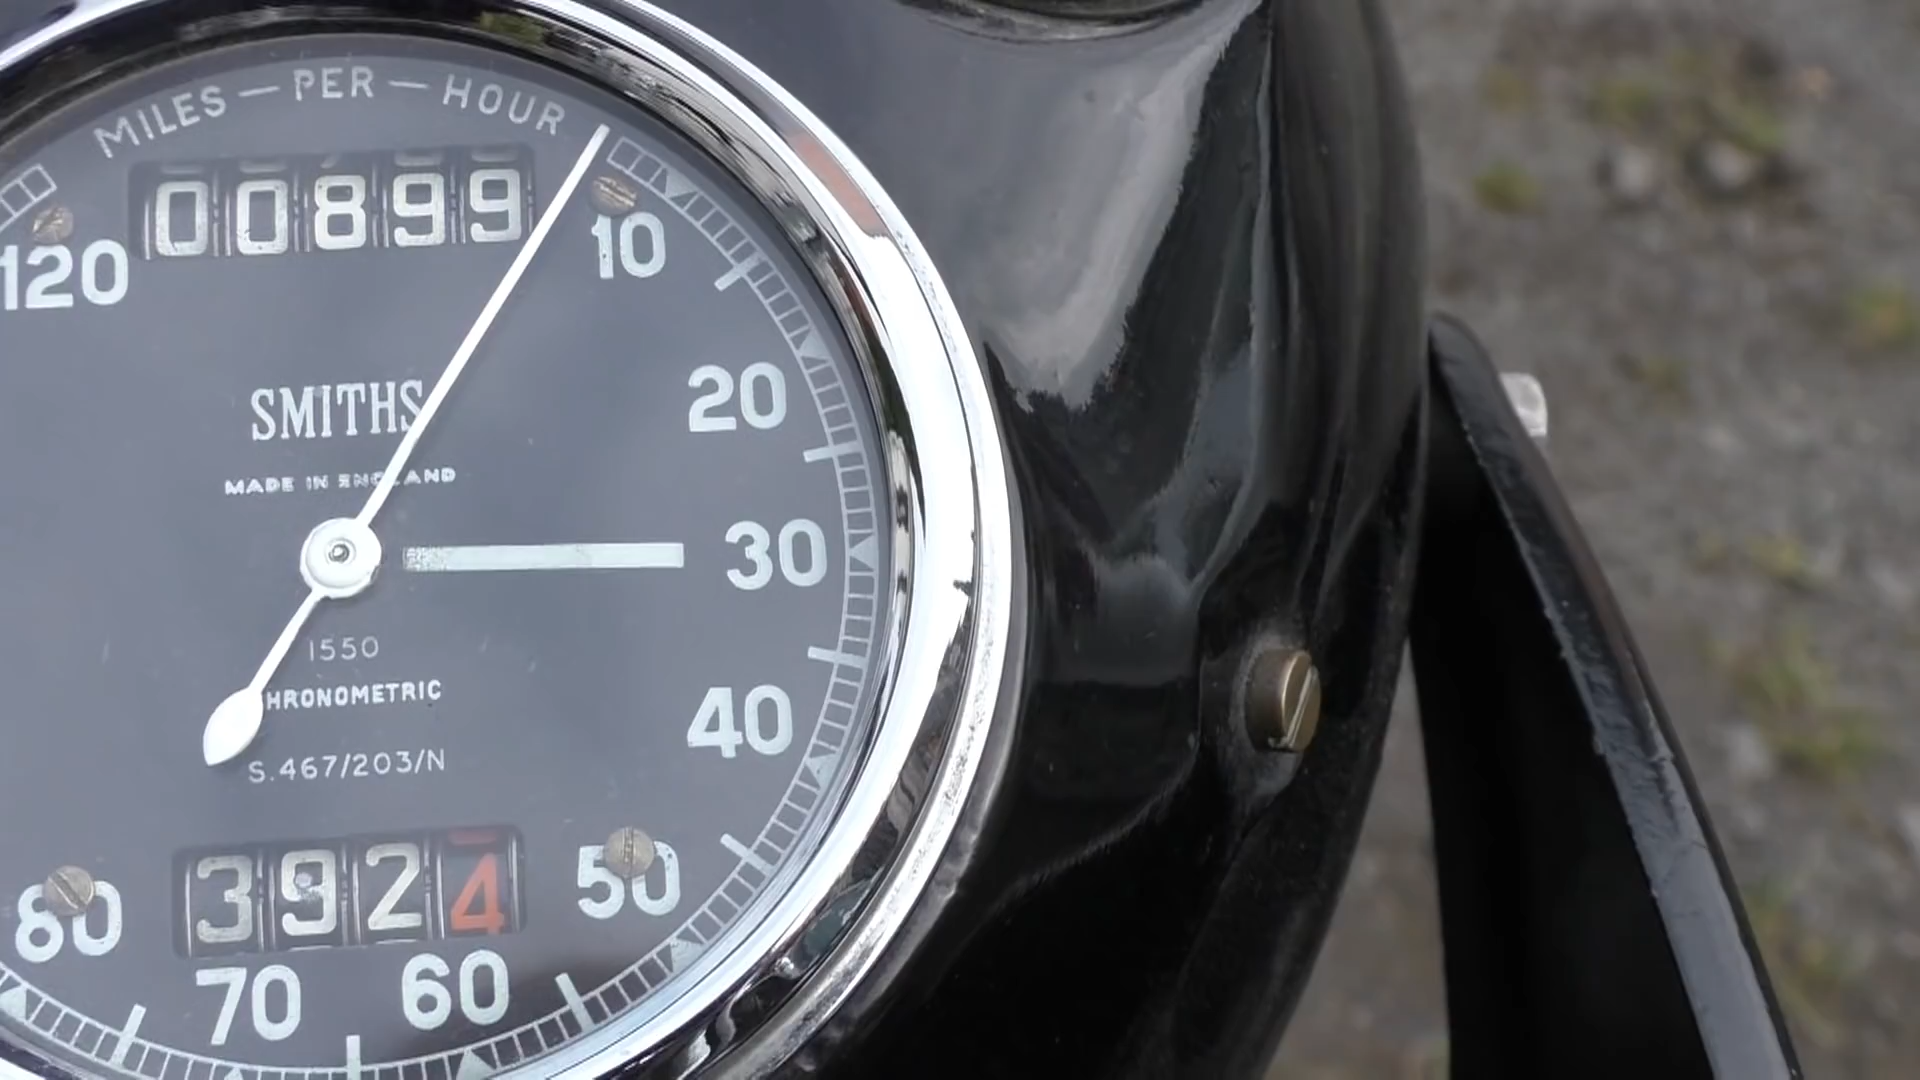 MILES — PER — HOUR
00899
120
10
20
SMITHS
MADE IN ENGLAND
30
1550
CHRONOMETRIC
40
S.467/203/N
3924
50
80
70
60